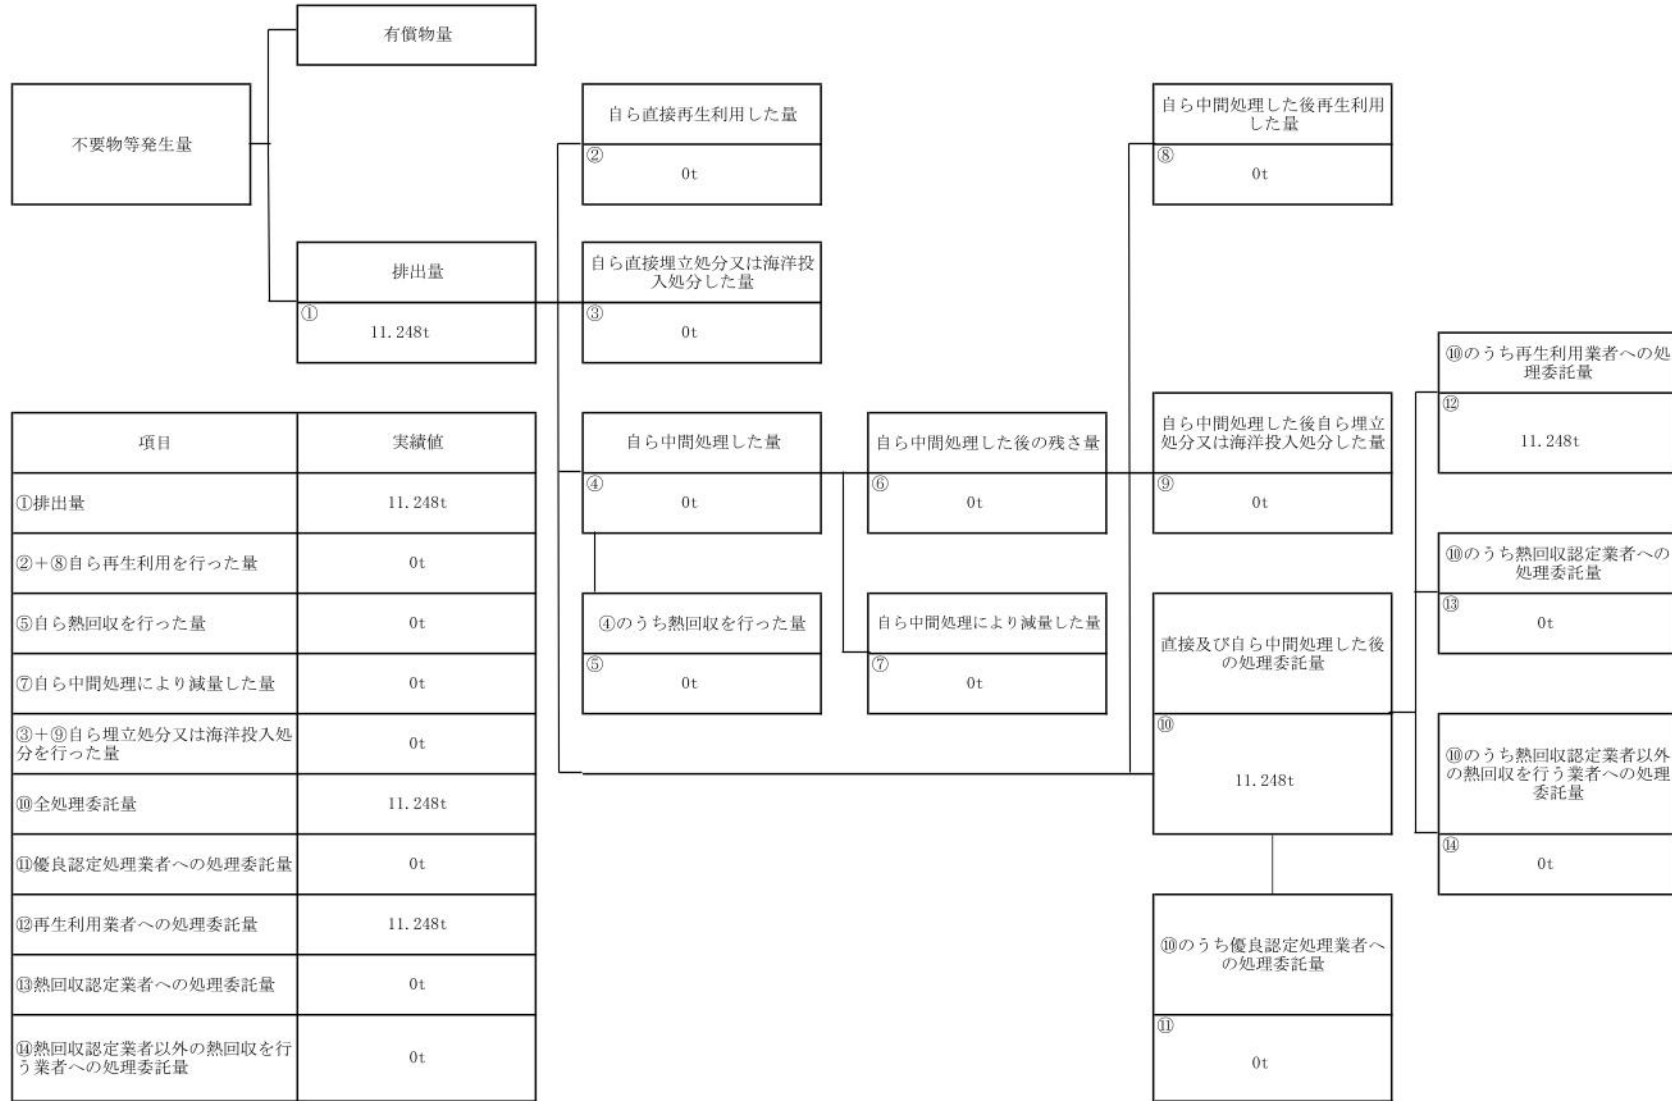 有償物量
不要物等発生量
自ら直接再生利用した量
②
0t
自ら中間処理した後再生利用
した量
⑧
0t
排出量
①
11.248t
自ら直接埋立処分又は海洋投
入処分した量
③
0t
項目
実績値
①排出量
11.248t
②+⑧自ら再生利用を行った量
0t
⑤自ら熱回収を行った量
0t
⑦自ら中間処理により減量した量
0t
③+⑨自ら埋立処分又は海洋投入処
分を行った量
0t
⑩全処理委託量
11.248t
⑪優良認定処理業者への処理委託量
0t
⑫再生利用業者への処理委託量
11.248t
⑬熱回収認定業者への処理委託量
0t
⑭熱回収認定業者以外の熱回収を行
う業者への処理委託量
0t
自ら中間処理した量
④
0t
④のうち熱回収を行った量
⑤
0t
自ら中間処理した後の残さ量
⑥
0t
自ら中間処理により減量した量
⑦
0t
自ら中間処理した後自ら埋立
処分又は海洋投入処分した量
⑨
0t
直接及び自ら中間処理した後
の処理委託量
⑩
11.248t
⑩のうち優良認定処理業者へ
の処理委託量
⑪
0t
⑩のうち再生利用業者への処
理委託量
⑫
11.248t
⑩のうち熱回収認定業者への
処理委託量
⑬
0t
⑩のうち熱回収認定業者以外
の熱回収を行う業者への処理
委託量
⑭
0t